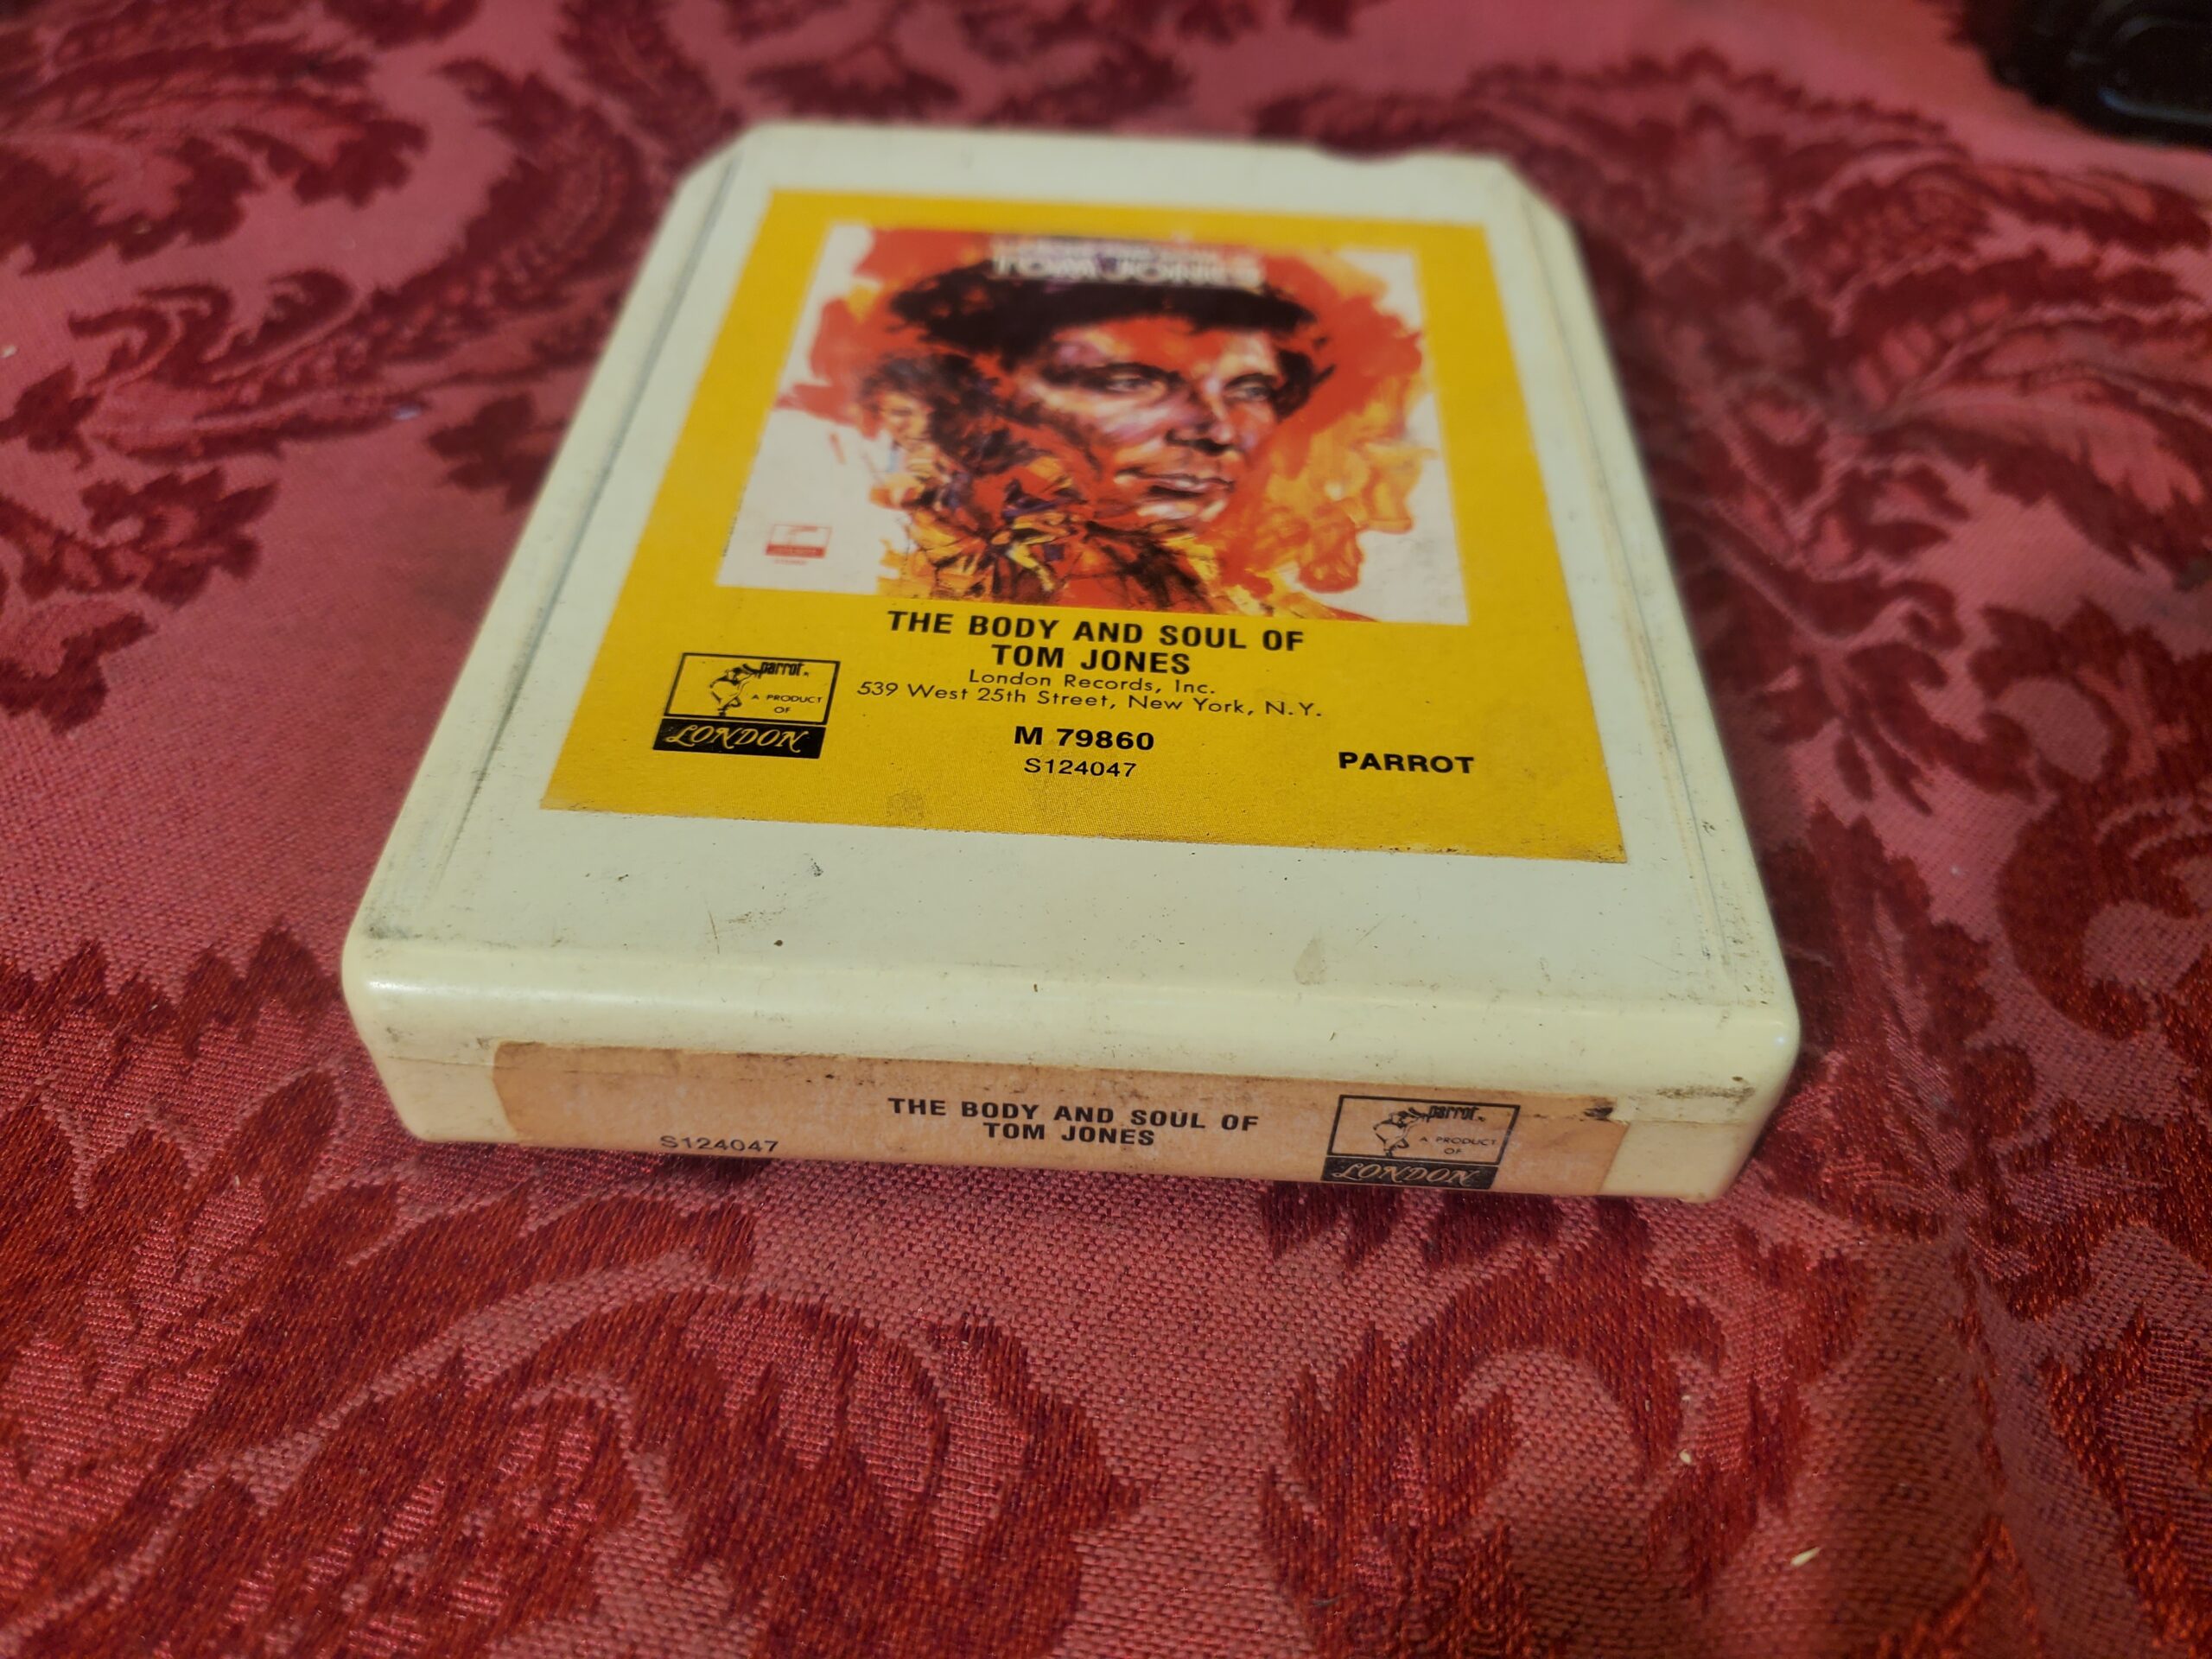 TOM JONES
THE BODY AND SOUL OF
TOM JONES
London Records, Inc.
539 West 25th Street, New York, N.Y.
parrot
A PRODUCT
OF
LONDON
M 79860
S124047
PARROT
THE BODY AND SOUL OF
TOM JONES
S124047
parrot
A PRODUCT
OF
LONDON